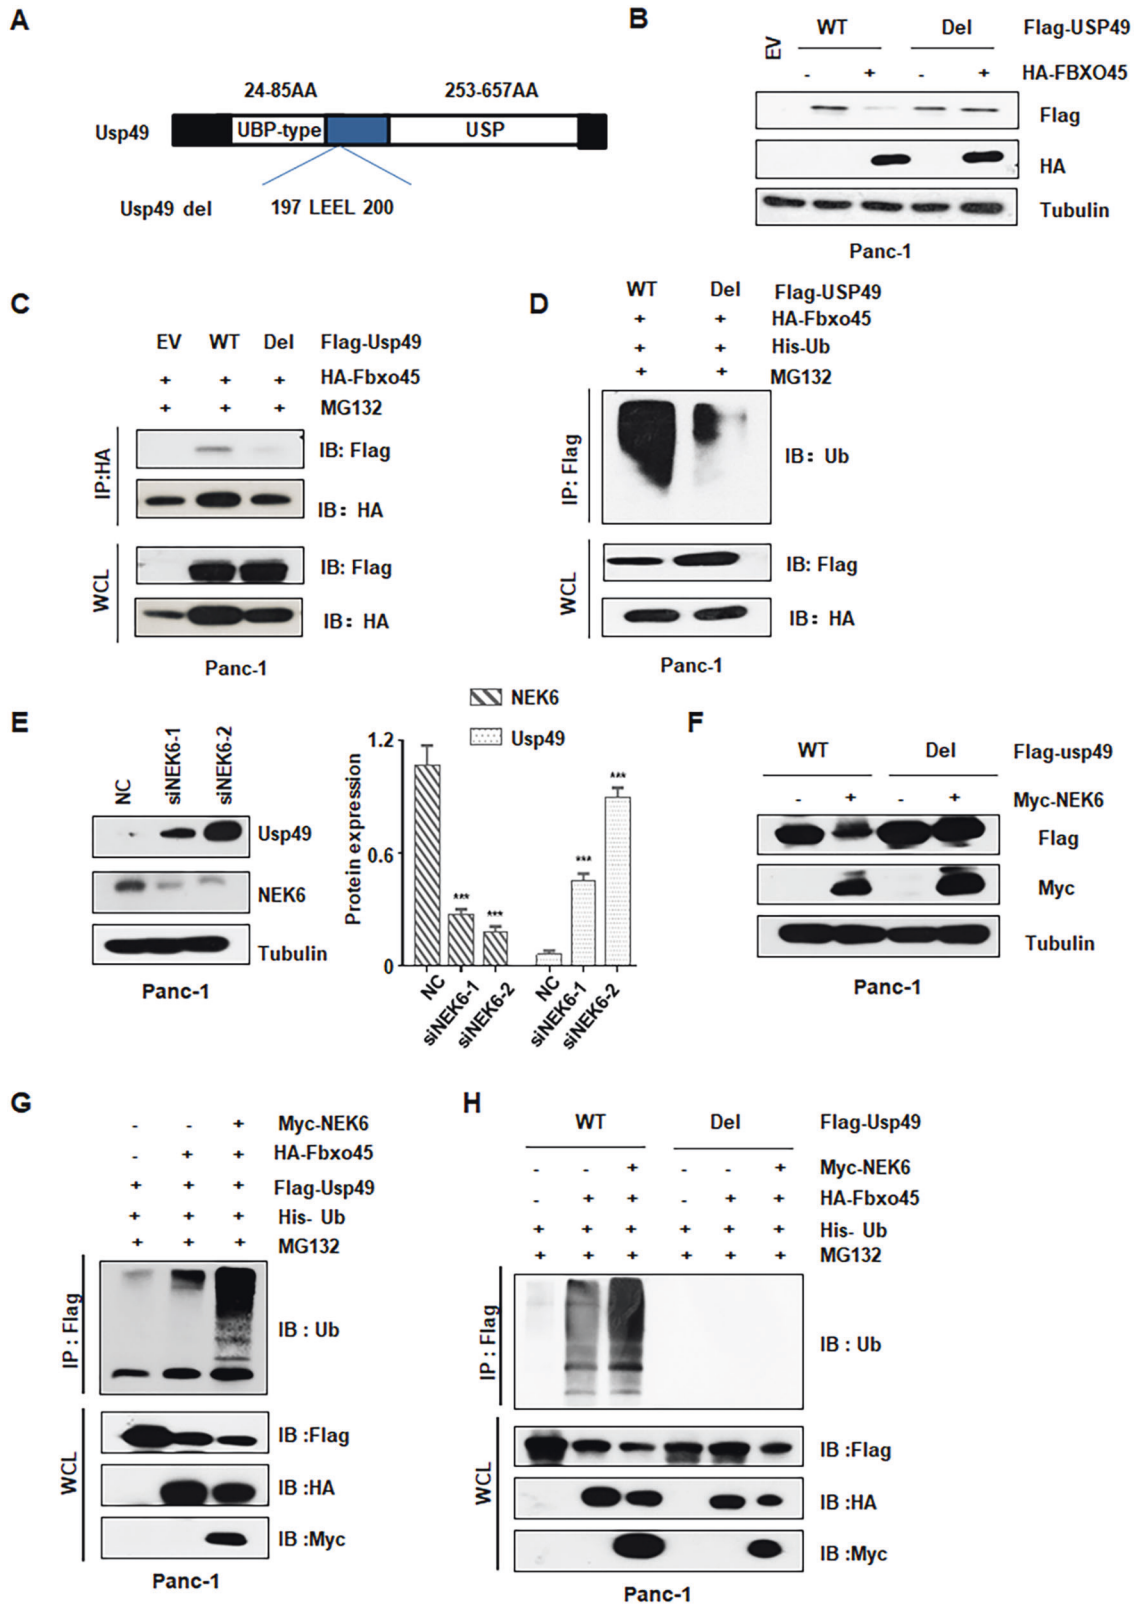 A
24-85AA 253-657AA
Usp49 UBP-type USP
Usp49 del 197 LEEL 200
B
EV WT Del Flag-USP49
- + - + HA-FBXO45
Flag
HA
Tubulin
Panc-1
C
EV WT Del Flag-Usp49
+ + + HA-Fbxo45
+ + + MG132
IP:HA
IB: Flag
IB: HA
WCL
IB: Flag
IB: HA
Panc-1
D
WT Del Flag-USP49
+ + HA-Fbxo45
+ + His-Ub
+ + MG132
IP: Flag
IB: Ub
WCL
IB: Flag
IB: HA
Panc-1
E
NC siNEK6-1 siNEK6-2
Usp49
NEK6
Tubulin
Panc-1
NEK6
Usp49
Protein expression
1.2
0.6
0
*** *** *** ***
NC siNEK6-1 siNEK6-2 NC siNEK6-1 siNEK6-2
F
WT Del Flag-usp49
- + - + Myc-NEK6
Flag
Myc
Tubulin
Panc-1
G
- - + Myc-NEK6
- + + HA-Fbxo45
+ + + Flag-Usp49
+ + + His- Ub
+ + + MG132
IP : Flag
IB : Ub
WCL
IB :Flag
IB :HA
IB :Myc
Panc-1
H
WT Del Flag-Usp49
- - + - - + Myc-NEK6
- + + - + + HA-Fbxo45
+ + + + + + His- Ub
+ + + + + + MG132
IP : Flag
IB : Ub
WCL
IB :Flag
IB :HA
IB :Myc
Panc-1